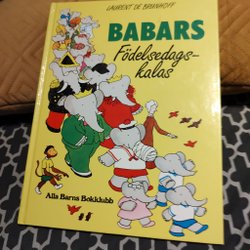 LAURENT DE BRUNHOFF
BABARS
Födelsedags-
kalas
Alla Barns Bokklubb